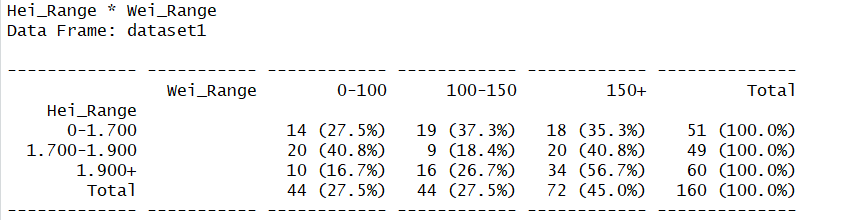 Hei_Range * Wei_Range
Data Frame: dataset1
------------- ----------- ------------ ------------- ------------ --------------
Wei_Range 0-100 100-150 150+ Total
Hei_Range
0-1.700 14 (27.5%) 19 (37.3%) 18 (35.3%) 51 (100.0%)
1.700-1.900 20 (40.8%) 9 (18.4%) 20 (40.8%) 49 (100.0%)
1.900+ 10 (16.7%) 16 (26.7%) 34 (56.7%) 60 (100.0%)
Total 44 (27.5%) 44 (27.5%) 72 (45.0%) 160 (100.0%)
------------- ----------- ------------ ------------- ------------ --------------